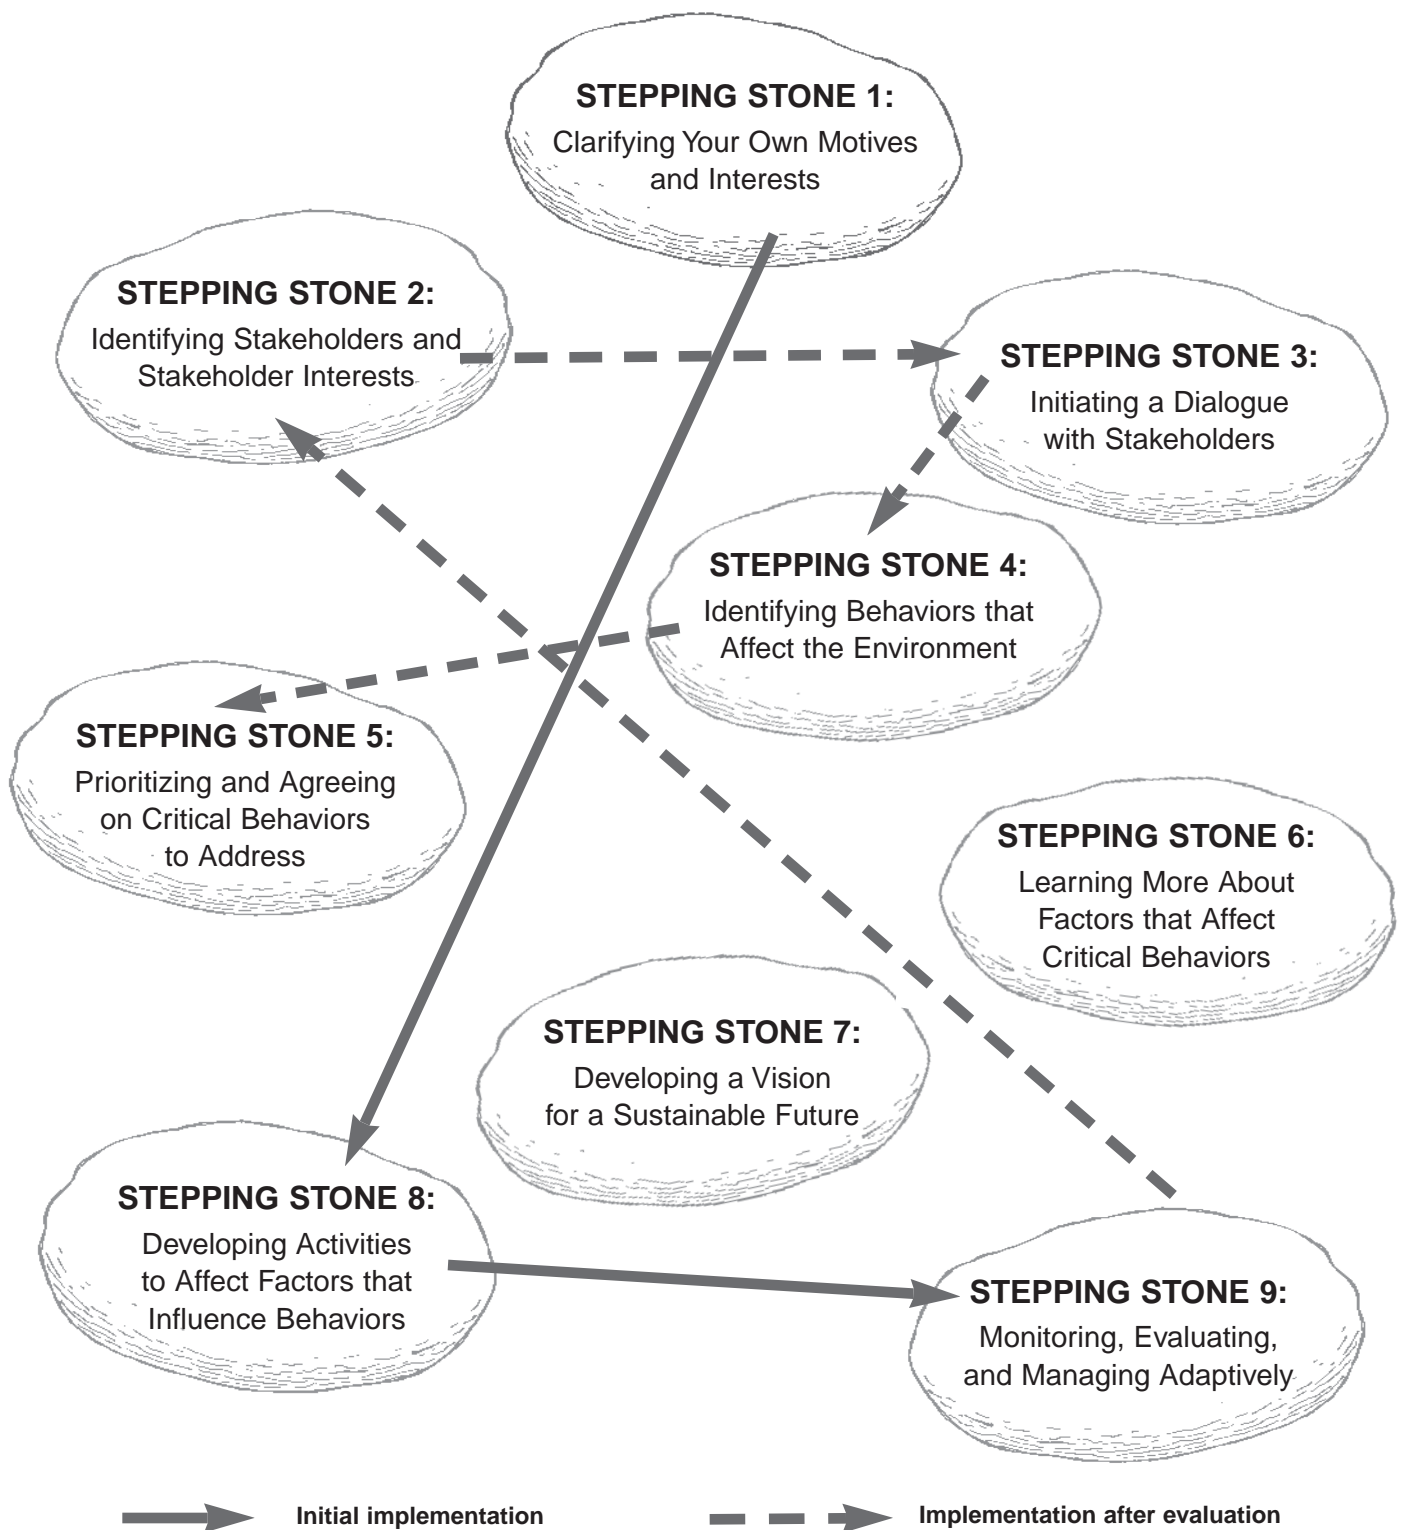 STEPPING STONE 1:
Clarifying Your Own Motives
and Interests
STEPPING STONE 2:
Identifying Stakeholders and
Stakeholder Interests
STEPPING STONE 3:
Initiating a Dialogue
with Stakeholders
STEPPING STONE 4:
Identifying Behaviors that
Affect the Environment
STEPPING STONE 5:
Prioritizing and Agreeing
on Critical Behaviors
to Address
STEPPING STONE 6:
Learning More About
Factors that Affect
Critical Behaviors
STEPPING STONE 7:
Developing a Vision
for a Sustainable Future
STEPPING STONE 8:
Developing Activities
to Affect Factors that
Influence Behaviors
STEPPING STONE 9:
Monitoring, Evaluating,
and Managing Adaptively
Initial implementation
Implementation after evaluation